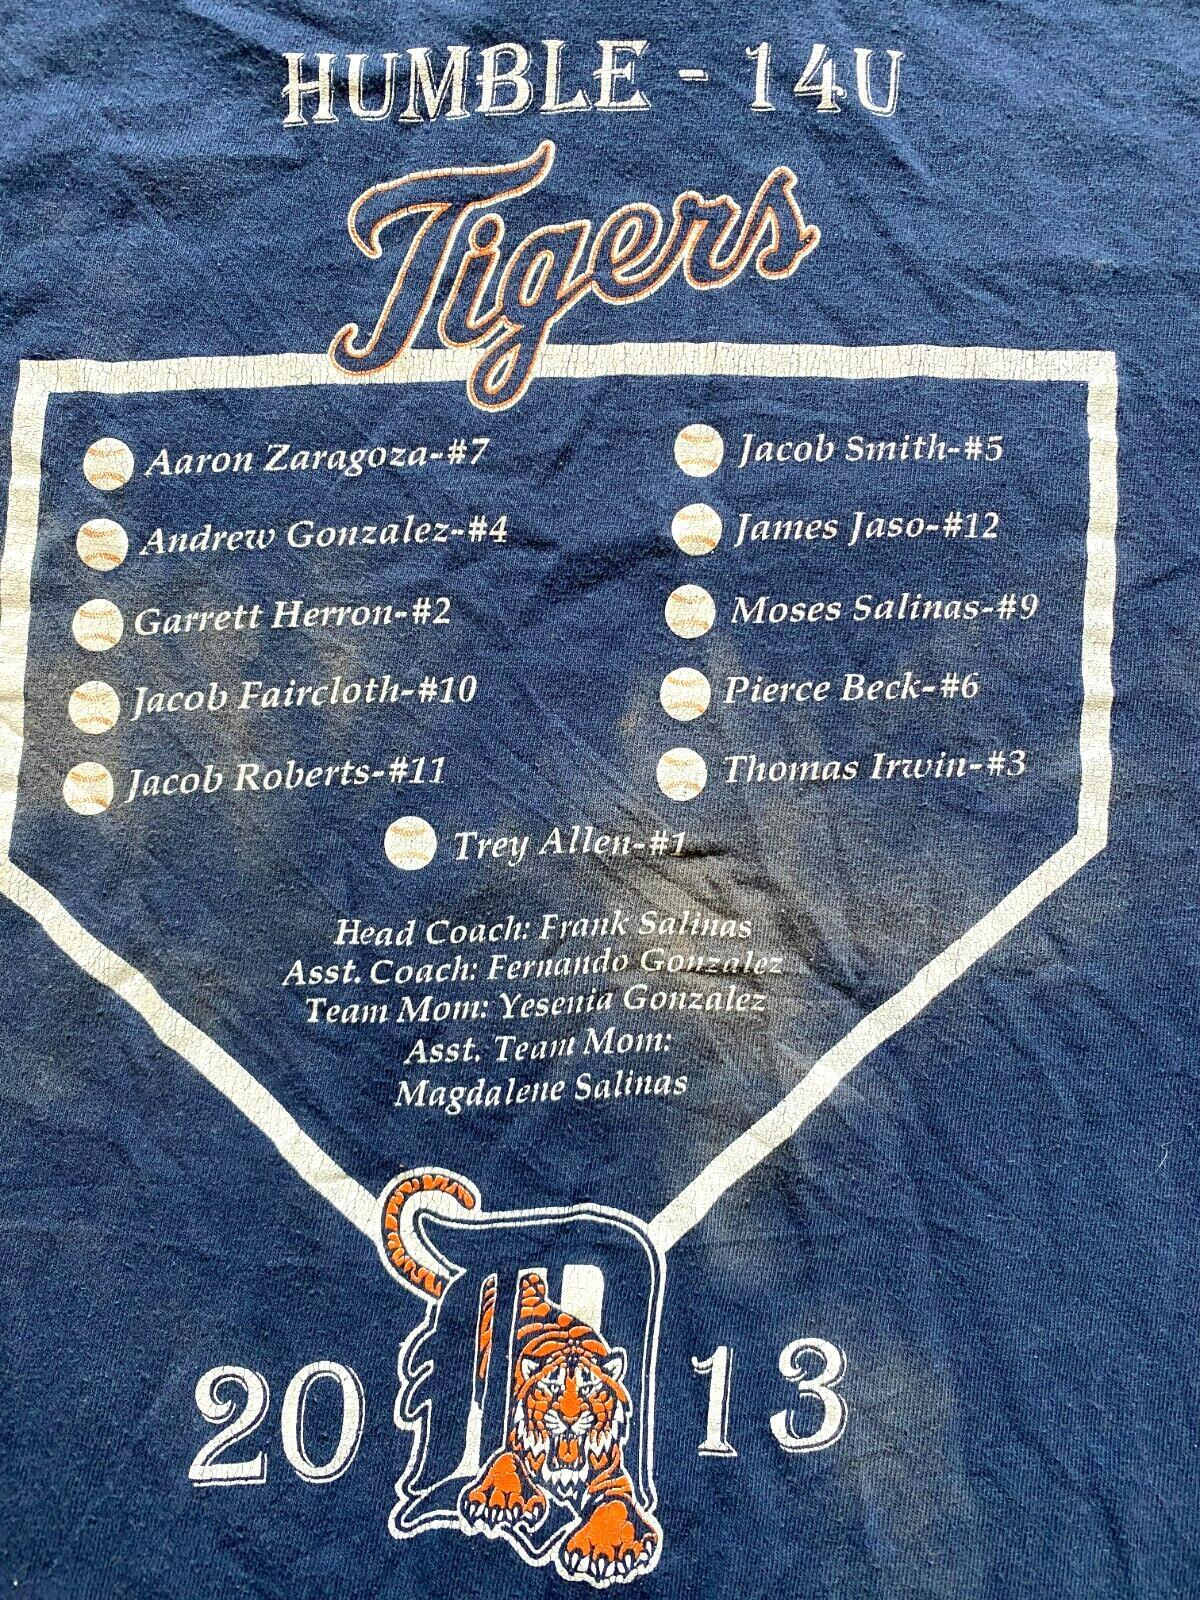 HUMBLE - 14U
Tigers
Aaron Zaragoza-#7
Andrew Gonzalez-#4
Garrett Herron-#2
Jacob Faircloth-#10
Jacob Roberts-#11
Jacob Smith-#5
James Jaso-#12
Moses Salinas-#9
Pierce Beck-#6
Thomas Irwin-#3
Trey Allen-#1
Head Coach: Frank Salinas
Asst. Coach: Fernando Gonzalez
Team Mom: Yesenia Gonzalez
Asst. Team Mom:
Magdalene Salinas
D
2013